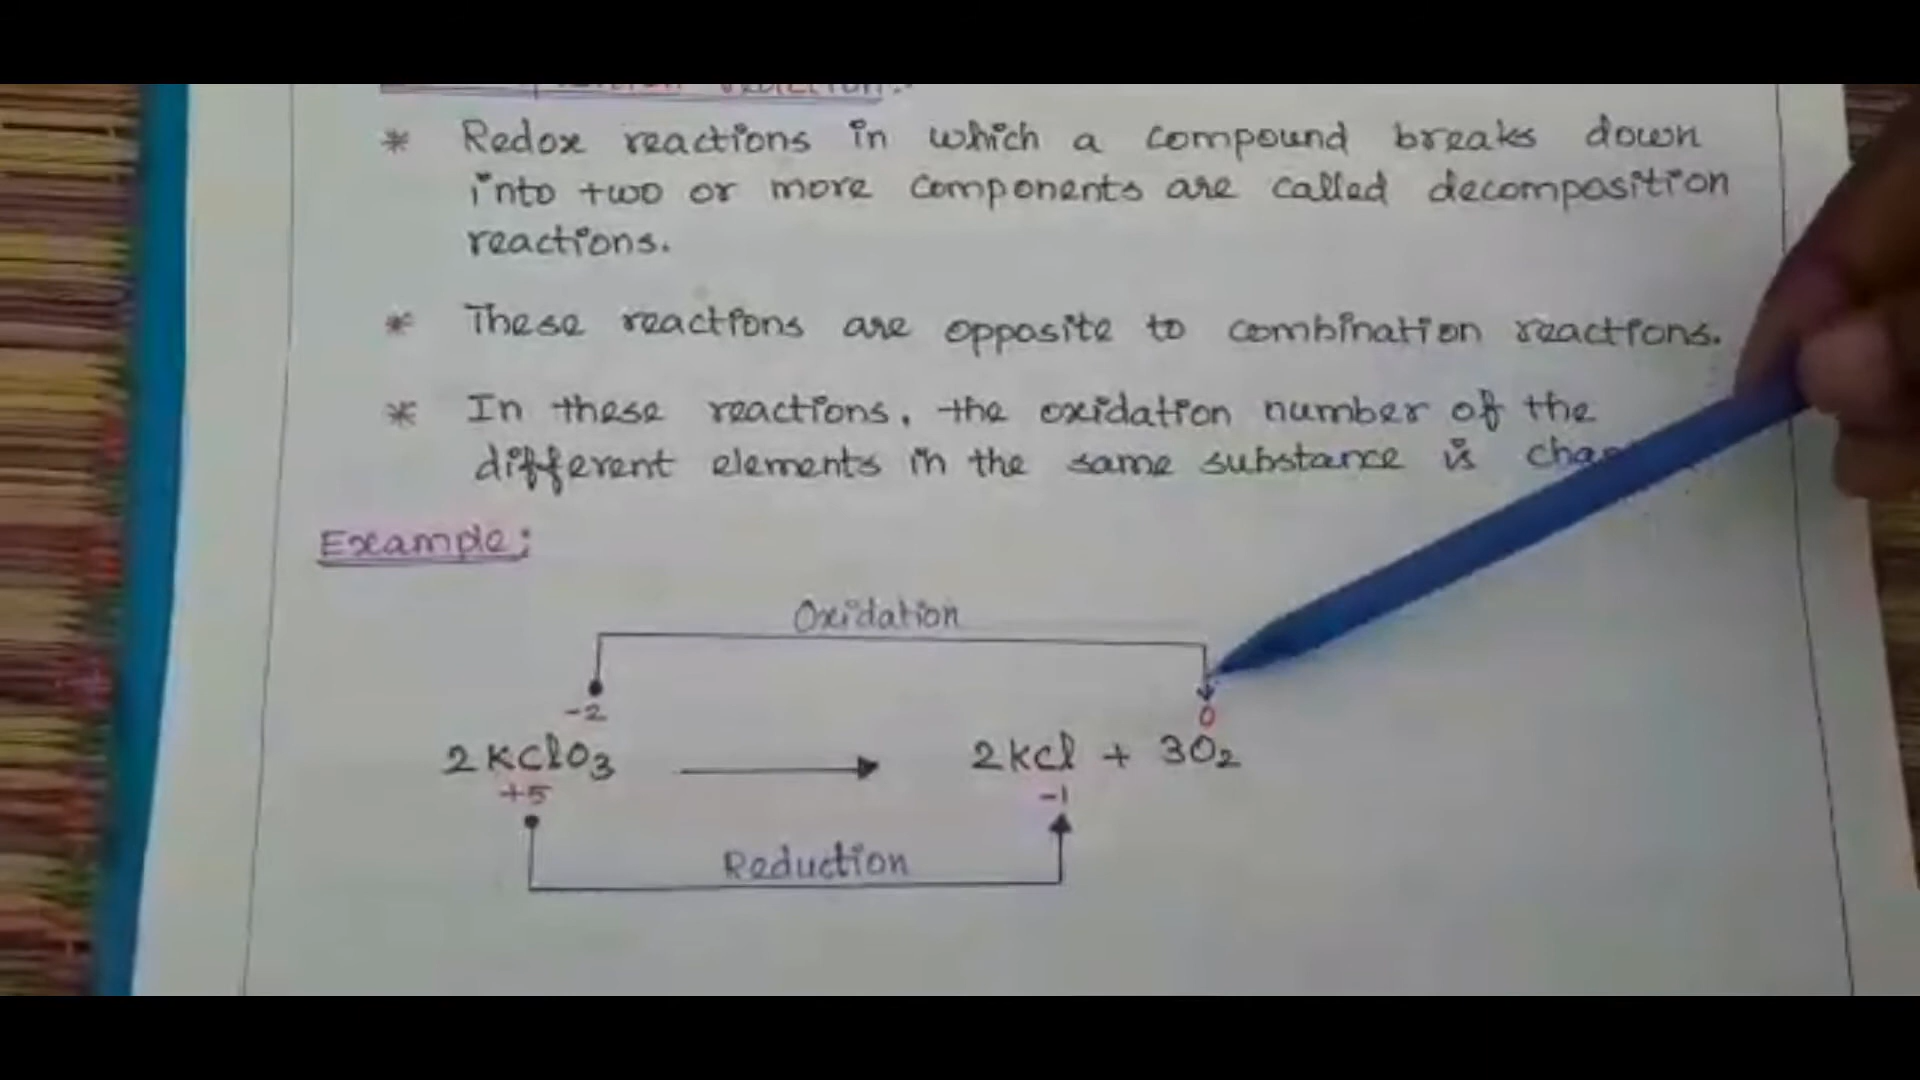 * Redox reactions in which a compound breaks down
into two or more components are called decomposition
reactions.
* These reactions are opposite to combination reactions.
* In these reactions, the oxidation number of the
different elements in the same substance is
Example:
Oxidation
-2 0
2KClO3 → 2kcl + 3O2
+5 -1
Reduction